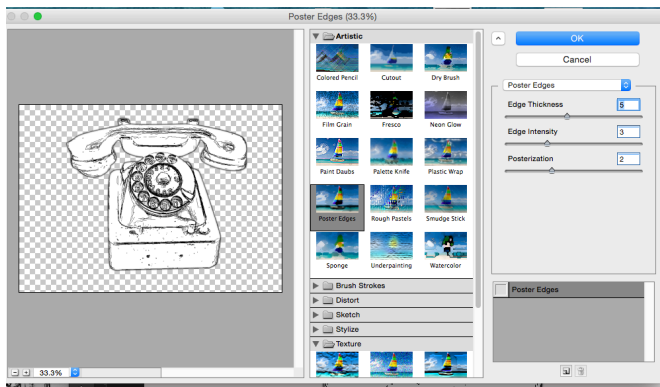 Poster Edges (33.3%)
Artistic
Colored Pencil
Cutout
Dry Brush
Film Grain
Fresco
Neon Glow
Paint Daubs
Palette Knife
Plastic Wrap
Poster Edges
Rough Pastels
Smudge Stick
Sponge
Underpainting
Watercolor
Brush Strokes
Distort
Sketch
Stylize
Texture
33.3%
OK
Cancel
Poster Edges
Edge Thickness 5
Edge Intensity 3
Posterization 2
Poster Edges